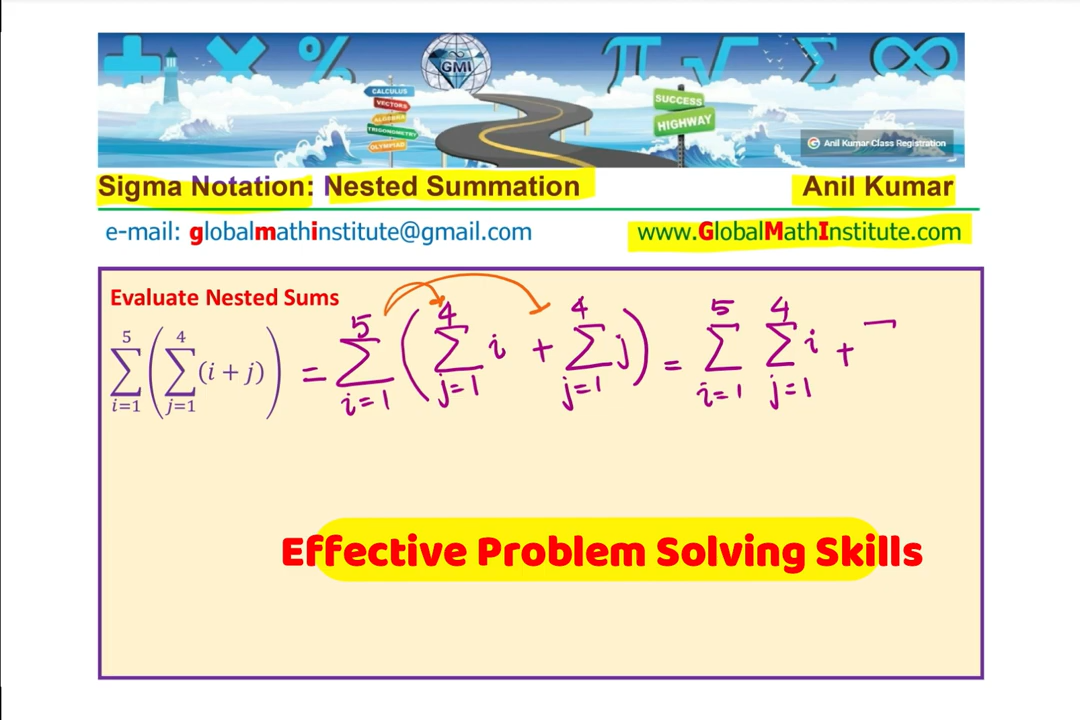 GMI
CALCULUS
VECTORS
ALGEBRA
TRIGONOMETRY
OLYMPIAD
SUCCESS
HIGHWAY
Anil Kumar Class Registration
Sigma Notation: Nested Summation Anil Kumar
e-mail: globalmathinstitute@gmail.com www.GlobalMathInstitute.com
Evaluate Nested Sums
∑_{i=1}^{5} (∑_{j=1}^{4} (i + j)) = ∑_{i=1}^{5} (∑_{j=1}^{4} i + ∑_{j=1}^{4} j) = ∑_{i=1}^{5} ∑_{j=1}^{4} i +
Effective Problem Solving Skills